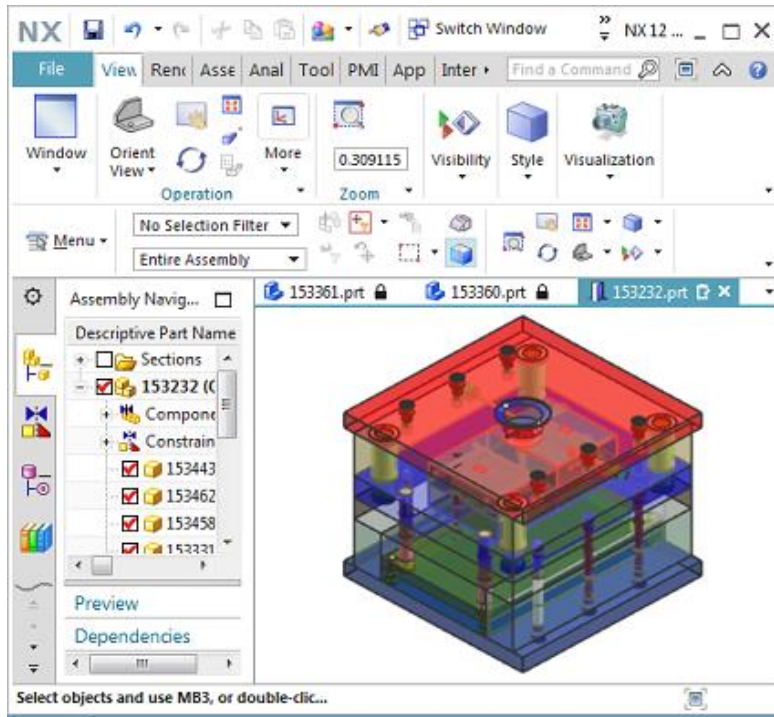 NX Switch Window NX 12 ...
File View Rend Asse Anal Tool PMI App Inter Find a Command
Window Orient View More 0.309115 Visibility Style Visualization
Operation Zoom
Menu No Selection Filter
Entire Assembly
Assembly Navig... 153361.prt 153360.prt 153232.prt
Descriptive Part Name
Sections
153232 (
Compone
Constrain
153443
153462
153458
153331
Preview
Dependencies
Select objects and use MB3, or double-clic...